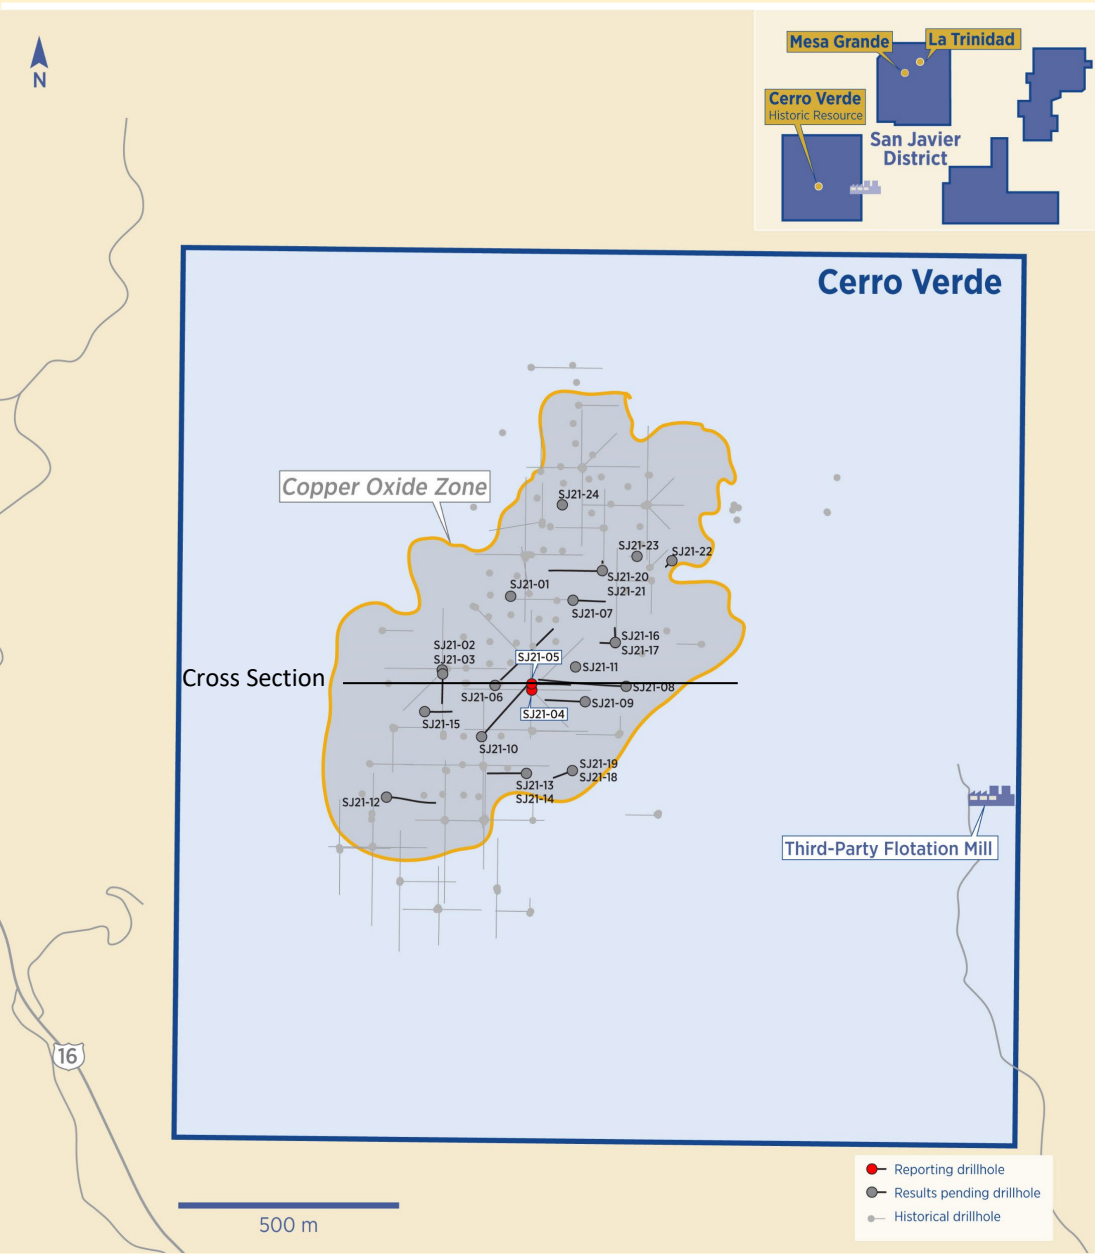 N
Mesa Grande
La Trinidad
Cerro Verde
Historic Resource
San Javier
District
Cerro Verde
Copper Oxide Zone
SJ21-24
SJ21-23
SJ21-22
SJ21-20
SJ21-21
SJ21-01
SJ21-07
SJ21-16
SJ21-17
SJ21-02
SJ21-03
SJ21-05
SJ21-11
Cross Section
SJ21-08
SJ21-06
SJ21-09
SJ21-04
SJ21-15
SJ21-10
SJ21-19
SJ21-18
SJ21-13
SJ21-14
SJ21-12
Third-Party Flotation Mill
16
Reporting drillhole
Results pending drillhole
Historical drillhole
500 m